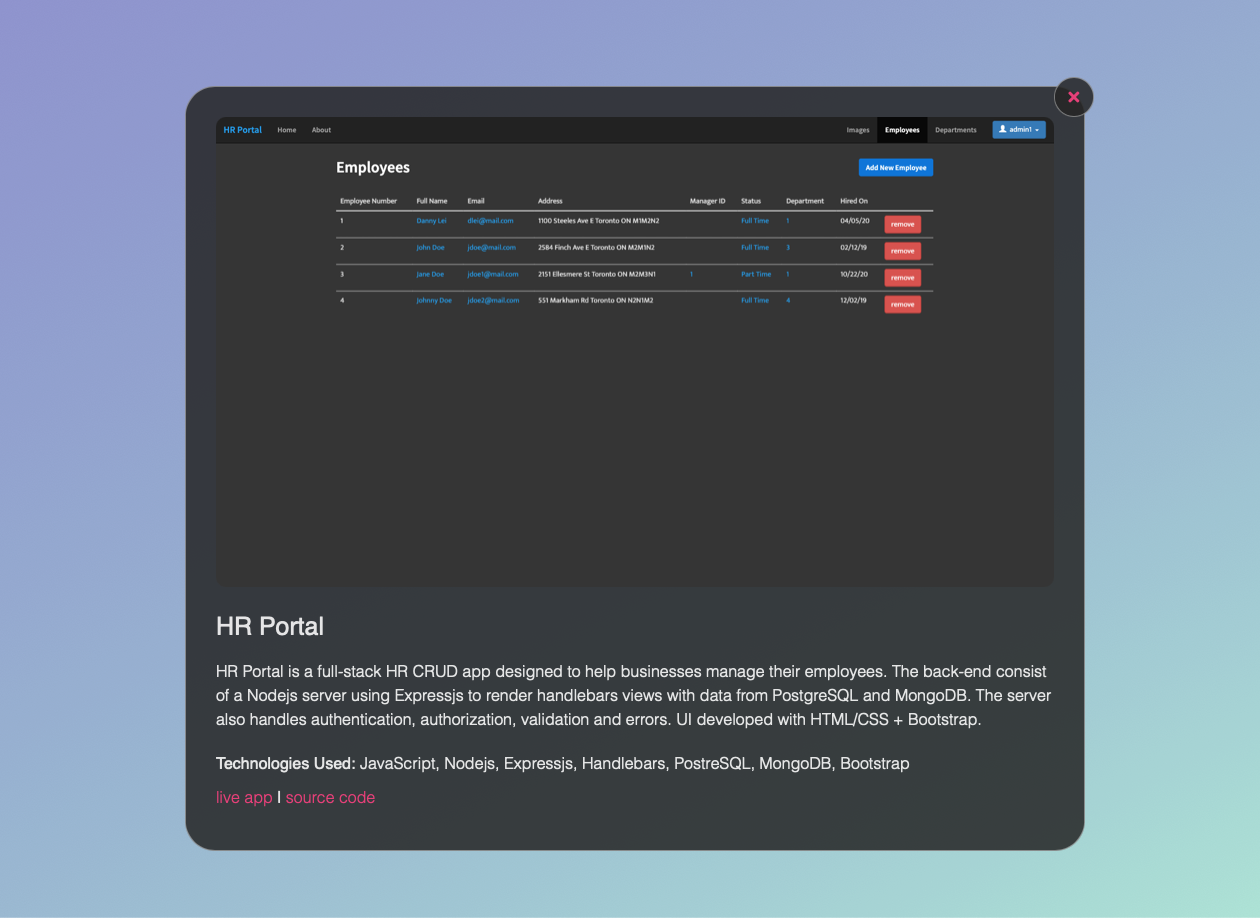 HR Portal Home About Images Employees Departments admin1
Employees Add New Employee
Employee Number Full Name Email Address Manager ID Status Department Hired On
1 Danny Lei dlei@mail.com 1100 Steeles Ave E Toronto ON M1M2N2 Full Time 1 04/05/20 remove
2 John Doe jdoe@mail.com 2584 Finch Ave E Toronto ON M2M1N2 Full Time 3 02/12/19 remove
3 Jane Doe jdoe1@mail.com 2151 Ellesmere St Toronto ON M2M3N1 1 Part Time 1 10/22/20 remove
4 Johnny Doe jdoe2@mail.com 551 Markham Rd Toronto ON N2N1M2 Full Time 4 12/02/19 remove
HR Portal
HR Portal is a full-stack HR CRUD app designed to help businesses manage their employees. The back-end consist
of a Nodejs server using Expressjs to render handlebars views with data from PostgreSQL and MongoDB. The server
also handles authentication, authorization, validation and errors. UI developed with HTML/CSS + Bootstrap.
Technologies Used: JavaScript, Nodejs, Expressjs, Handlebars, PostreSQL, MongoDB, Bootstrap
live app | source code